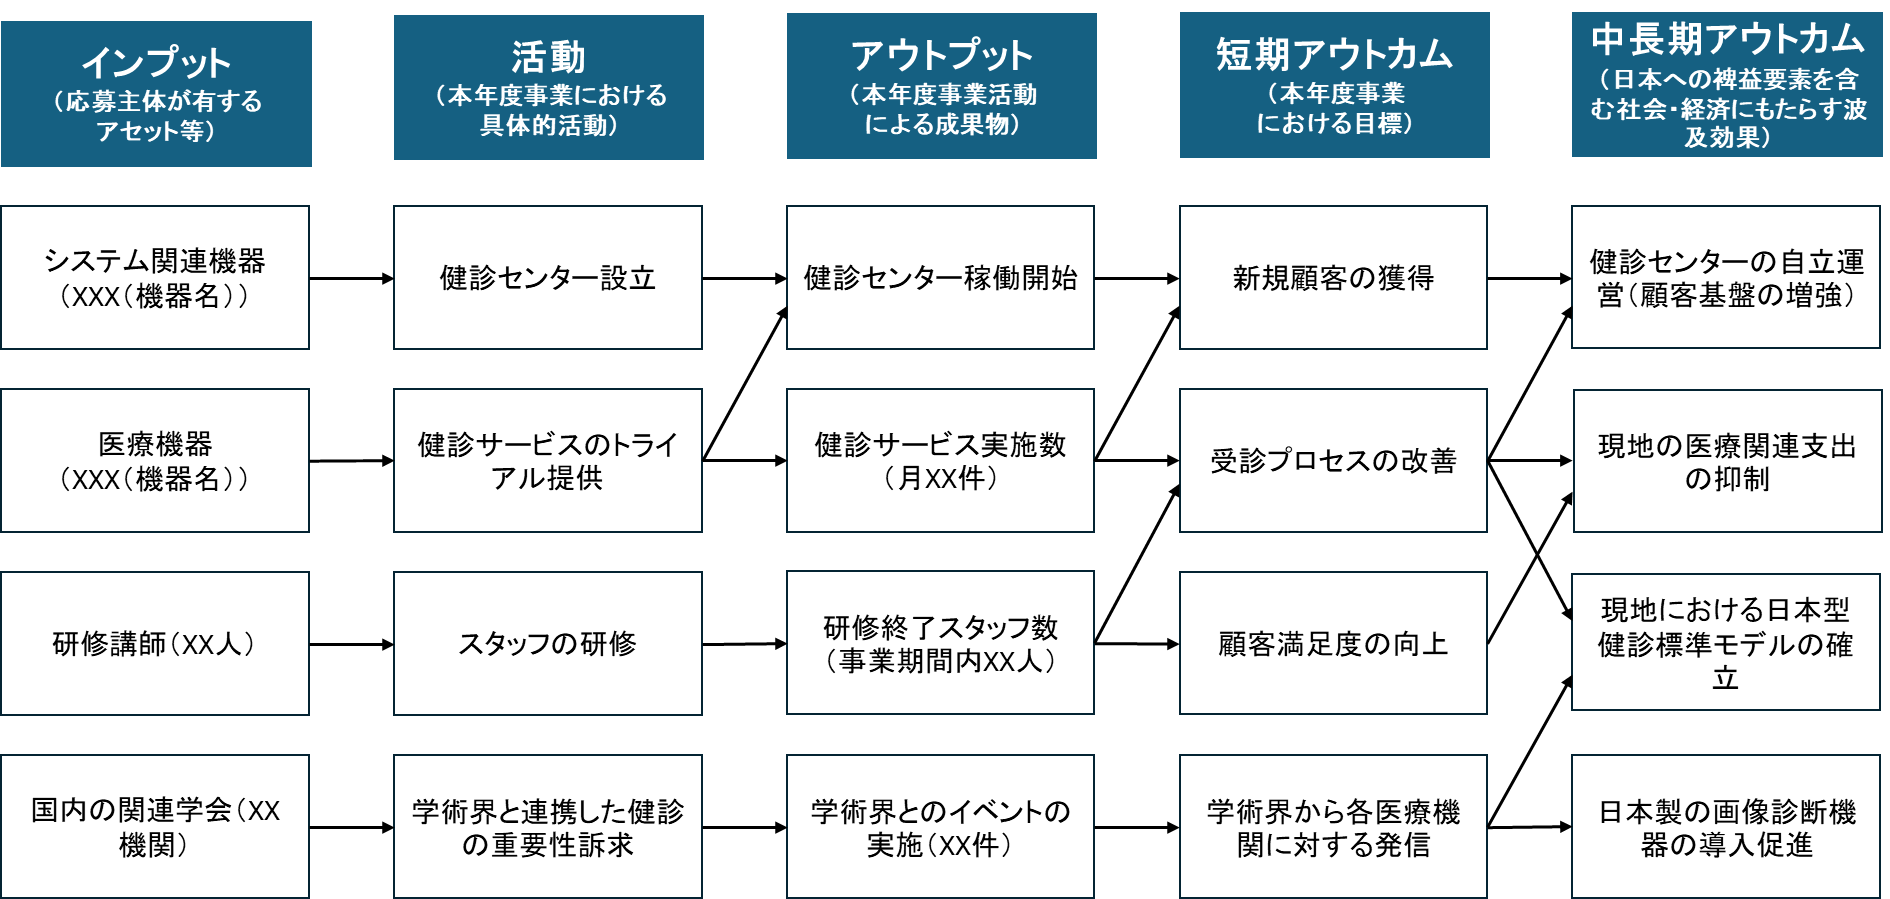 インプット
（応募主体が有する
アセット等）
活動
（本年度事業における
具体的活動）
アウトプット
（本年度事業活動
による成果物）
短期アウトカム
（本年度事業
における目標）
中長期アウトカム
（日本への裨益要素を含
む社会・経済にもたらす波
及効果）
システム関連機器
（XXX（機器名））
健診センター設立
健診センター稼働開始
新規顧客の獲得
健診センターの自立運
営（顧客基盤の増強）
医療機器
（XXX（機器名））
健診サービスのトライ
アル提供
健診サービス実施数
（月XX件）
受診プロセスの改善
現地の医療関連支出
の抑制
研修講師（XX人）
スタッフの研修
研修終了スタッフ数
（事業期間内XX人）
顧客満足度の向上
現地における日本型
健診標準モデルの確
立
国内の関連学会（XX
機関）
学術界と連携した健診
の重要性訴求
学術界とのイベントの
実施（XX件）
学術界から各医療機
関に対する発信
日本製の画像診断機
器の導入促進